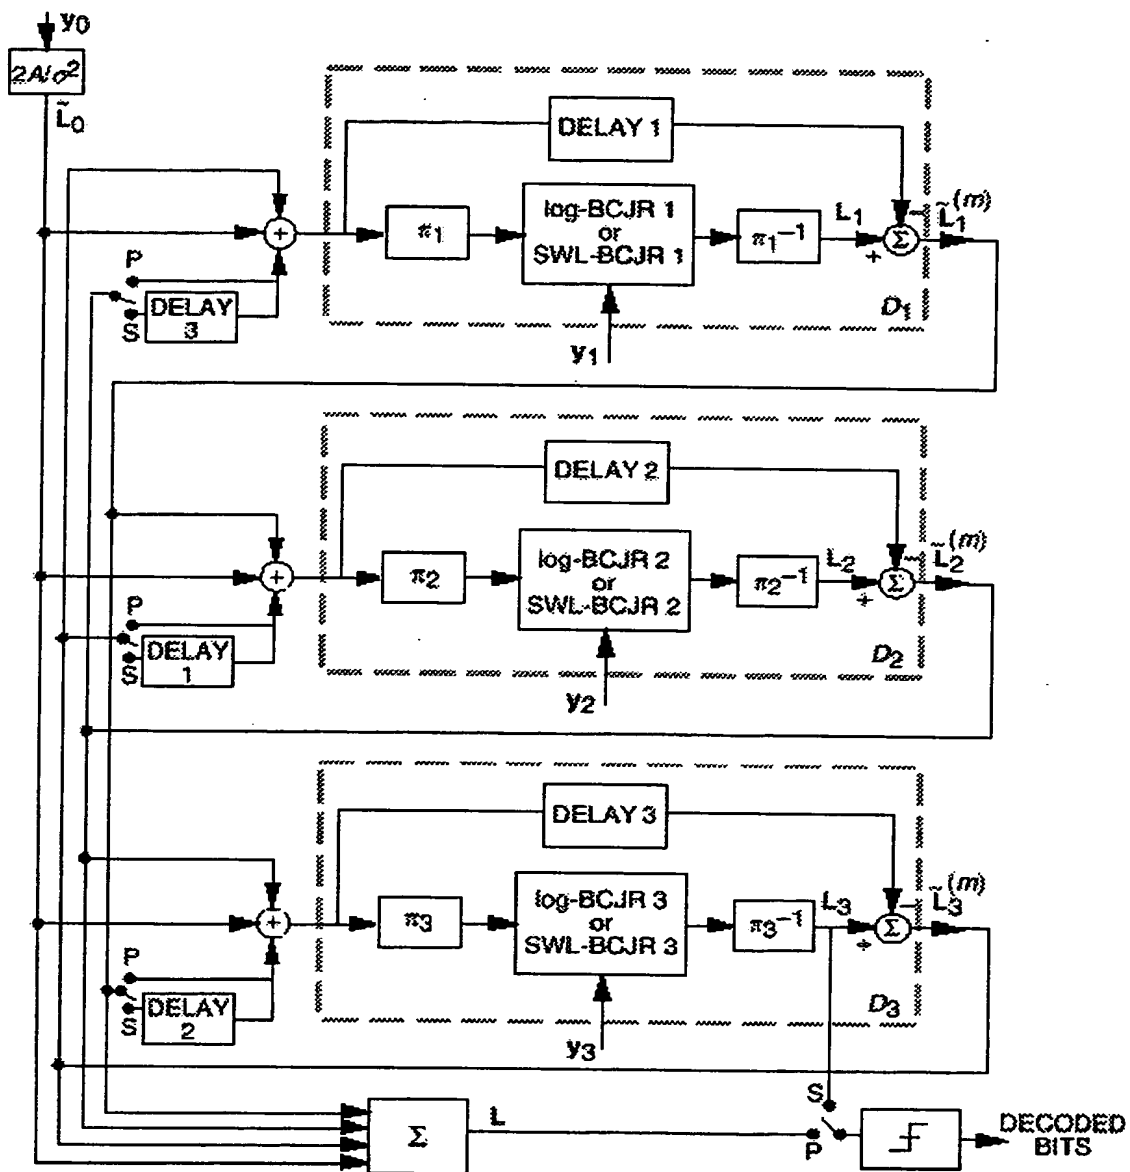 y0
2A/σ²
L̃0
DELAY 1
π1
log-BCJR 1
or
SWL-BCJR 1
π1⁻¹
L1
+
Σ
−
L̃1(m)
+
P
S
DELAY
3
y1
D1
DELAY 2
π2
log-BCJR 2
or
SWL-BCJR 2
π2⁻¹
L2
+
Σ
−
L̃2(m)
+
P
S
DELAY
1
y2
D2
DELAY 3
π3
log-BCJR 3
or
SWL-BCJR 3
π3⁻¹
L3
+
Σ
−
L̃3(m)
+
P
S
DELAY
2
y3
D3
Σ
L
S
P
DECODED
BITS